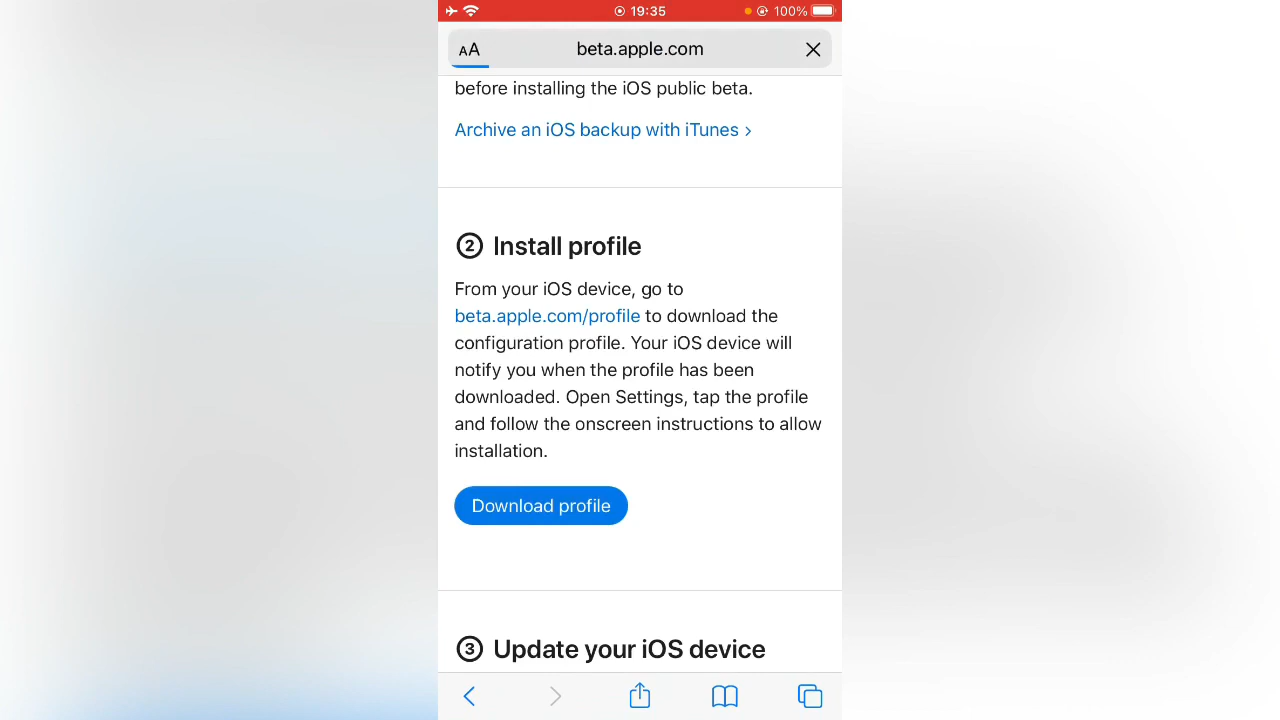 19:35
100%
AA
beta.apple.com
before installing the iOS public beta.
Archive an iOS backup with iTunes >
2 Install profile
From your iOS device, go to
beta.apple.com/profile to download the
configuration profile. Your iOS device will
notify you when the profile has been
downloaded. Open Settings, tap the profile
and follow the onscreen instructions to allow
installation.
Download profile
3 Update your iOS device